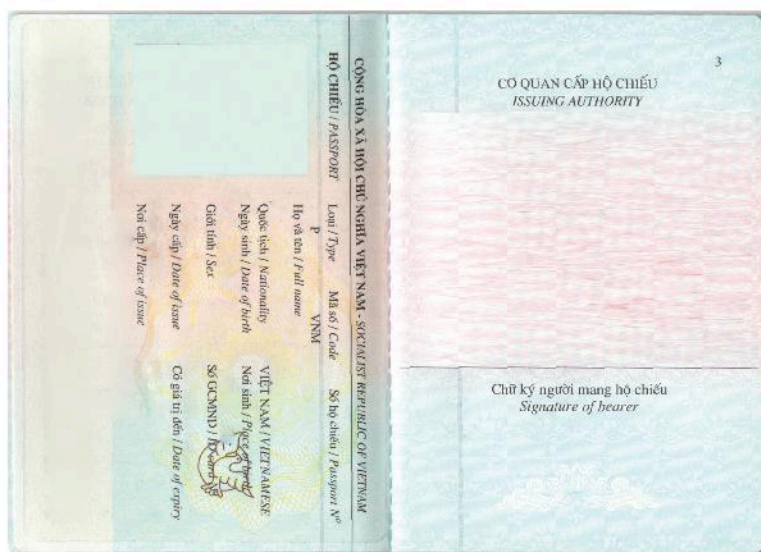 CỘNG HÒA XÃ HỘI CHỦ NGHĨA VIỆT NAM - SOCIALIST REPUBLIC OF VIETNAM
HỘ CHIẾU / PASSPORT
Loại / Type
Mã số / Code
Số hộ chiếu / Passport Nº
P
VNM
Họ và tên / Full name
Quốc tịch / Nationality
VIỆT NAM / VIETNAMESE
Ngày sinh / Date of birth
Nơi sinh / Place of birth
Giới tính / Sex
Số GCMND / ID card Nº
Ngày cấp / Date of issue
Có giá trị đến / Date of expiry
Nơi cấp / Place of issue
3
CƠ QUAN CẤP HỘ CHIẾU
ISSUING AUTHORITY
Chữ ký người mang hộ chiếu
Signature of bearer